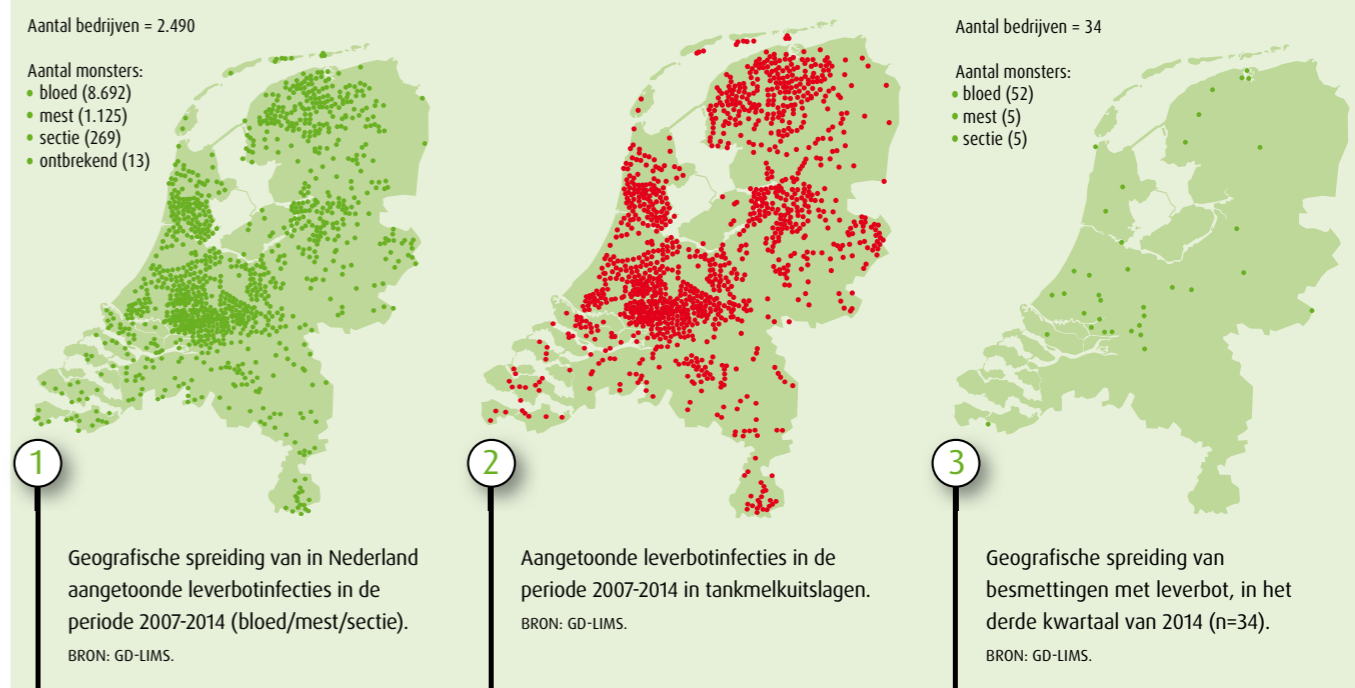 Aantal bedrijven = 2.490
Aantal monsters:
• bloed (8.692)
• mest (1.125)
• sectie (269)
• ontbrekend (13)
1
Geografische spreiding van in Nederland
aangetoonde leverbotinfecties in de
periode 2007-2014 (bloed/mest/sectie).
BRON: GD-LIMS.
2
Aangetoonde leverbotinfecties in de
periode 2007-2014 in tankmelkuitslagen.
BRON: GD-LIMS.
Aantal bedrijven = 34
Aantal monsters:
• bloed (52)
• mest (5)
• sectie (5)
3
Geografische spreiding van
besmettingen met leverbot, in het
derde kwartaal van 2014 (n=34).
BRON: GD-LIMS.